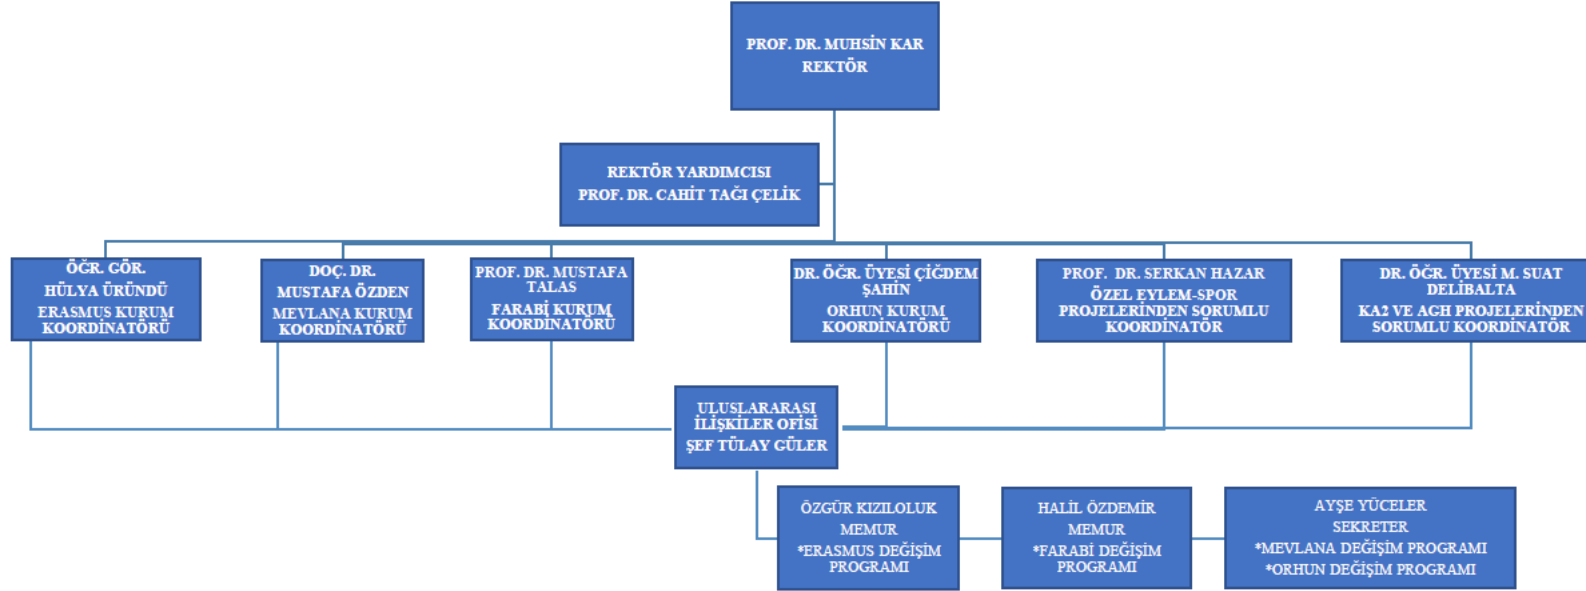 PROF. DR. MUHSİN KAR
REKTÖR
REKTÖR YARDIMCISI
PROF. DR. CAHİT TAĞI ÇELİK
ÖĞR. GÖR.
HÜLYA ÜRÜNDÜ
ERASMUS KURUM
KOORDİNATÖRÜ
DOÇ. DR.
MUSTAFA ÖZDEN
MEVLANA KURUM
KOORDİNATÖRÜ
PROF. DR. MUSTAFA
TALAS
FARABİ KURUM
KOORDİNATÖRÜ
DR. ÖĞR. ÜYESİ ÇİĞDEM
ŞAHİN
ORHUN KURUM
KOORDİNATÖRÜ
PROF. DR. SERKAN HAZAR
ÖZEL EYLEM-SPOR
PROJELERİNDEN SORUMLU
KOORDİNATÖR
DR. ÖĞR. ÜYESİ M. SUAT
DELİBALTA
KA2 VE AGH PROJELERİNDEN
SORUMLU KOORDİNATÖR
ULUSLARARASI
İLİŞKİLER OFİSİ
ŞEF TÜLAY GÜLER
ÖZGÜR KIZILOLUK
MEMUR
*ERASMUS DEĞİŞİM
PROGRAMI
HALİL ÖZDEMİR
MEMUR
*FARABİ DEĞİŞİM
PROGRAMI
AYŞE YÜCELER
SEKRETER
*MEVLANA DEĞİŞİM PROGRAMI
*ORHUN DEĞİŞİM PROGRAMI